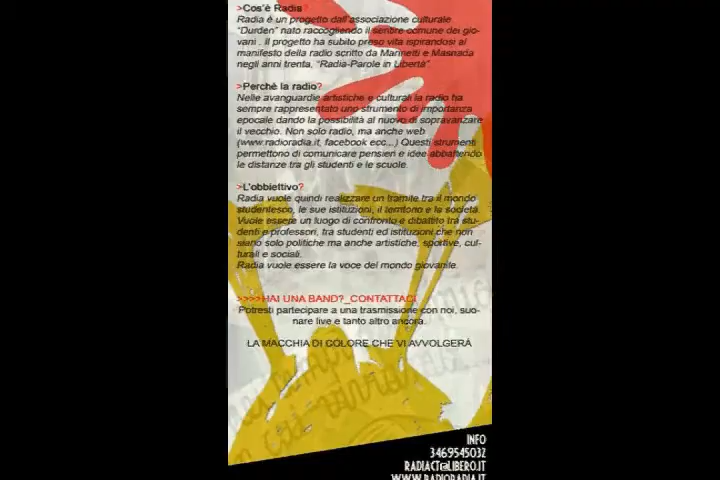 >Cos'è Radia?
Radia è un progetto dall'associazione culturale
"Durden" nato raccogliendo il sentire comune dei gio-
vani . Il progetto ha subito preso vita ispirandosi al
manifesto della radio scritto da Marinetti e Masnada
negli anni trenta, "Radia-Parole in Libertà".
>Perchè la radio?
Nelle avanguardie artistiche e culturali la radio ha
sempre rappresentato uno strumento di importanza
epocale dando la possibilità al nuovo di sopravanzare
il vecchio. Non solo radio, ma anche web
(www.radioradia.it, facebook ecc...) Questi strumenti
permettono di comunicare pensieri e idee abbattendo
le distanze tra gli studenti e le scuole.
>L'obbiettivo?
Radia vuole quindi realizzare un tramite tra il mondo
studentesco, le sue istituzioni, il territorio e la società.
Vuole essere un luogo di confronto e dibattito tra stu-
denti e professori, tra studenti ed istituzioni che non
siano solo politiche ma anche artistiche, sportive, cul-
turali e sociali.
Radia vuole essere la voce del mondo giovanile.
>>>>HAI UNA BAND?_CONTATTACI
Potresti partecipare a una trasmissione con noi, suo-
nare live e tanto altro ancora.
LA MACCHIA DI COLORE CHE VI AVVOLGERÀ
INFO
3469545032
RADIACT@LIBERO.IT
WWW.RADIORADIA.IT